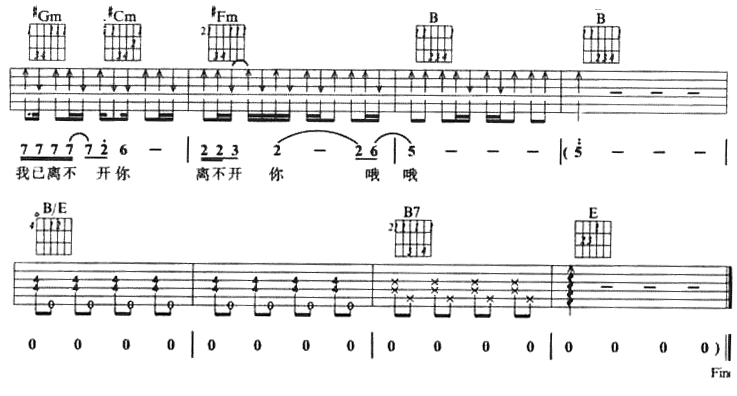 #Gm #Cm #Fm B B
7 7 7 7 7 2 6 – | 2 2 3 2 – 2 6 | 5 – – – | ( 5 – – – |
我已离不 开你 离不开 你 哦 哦
B/E B7 E
0 0 0 0 | 0 0 0 0 | 0 0 0 0 | 0 0 0 0 )
Fine